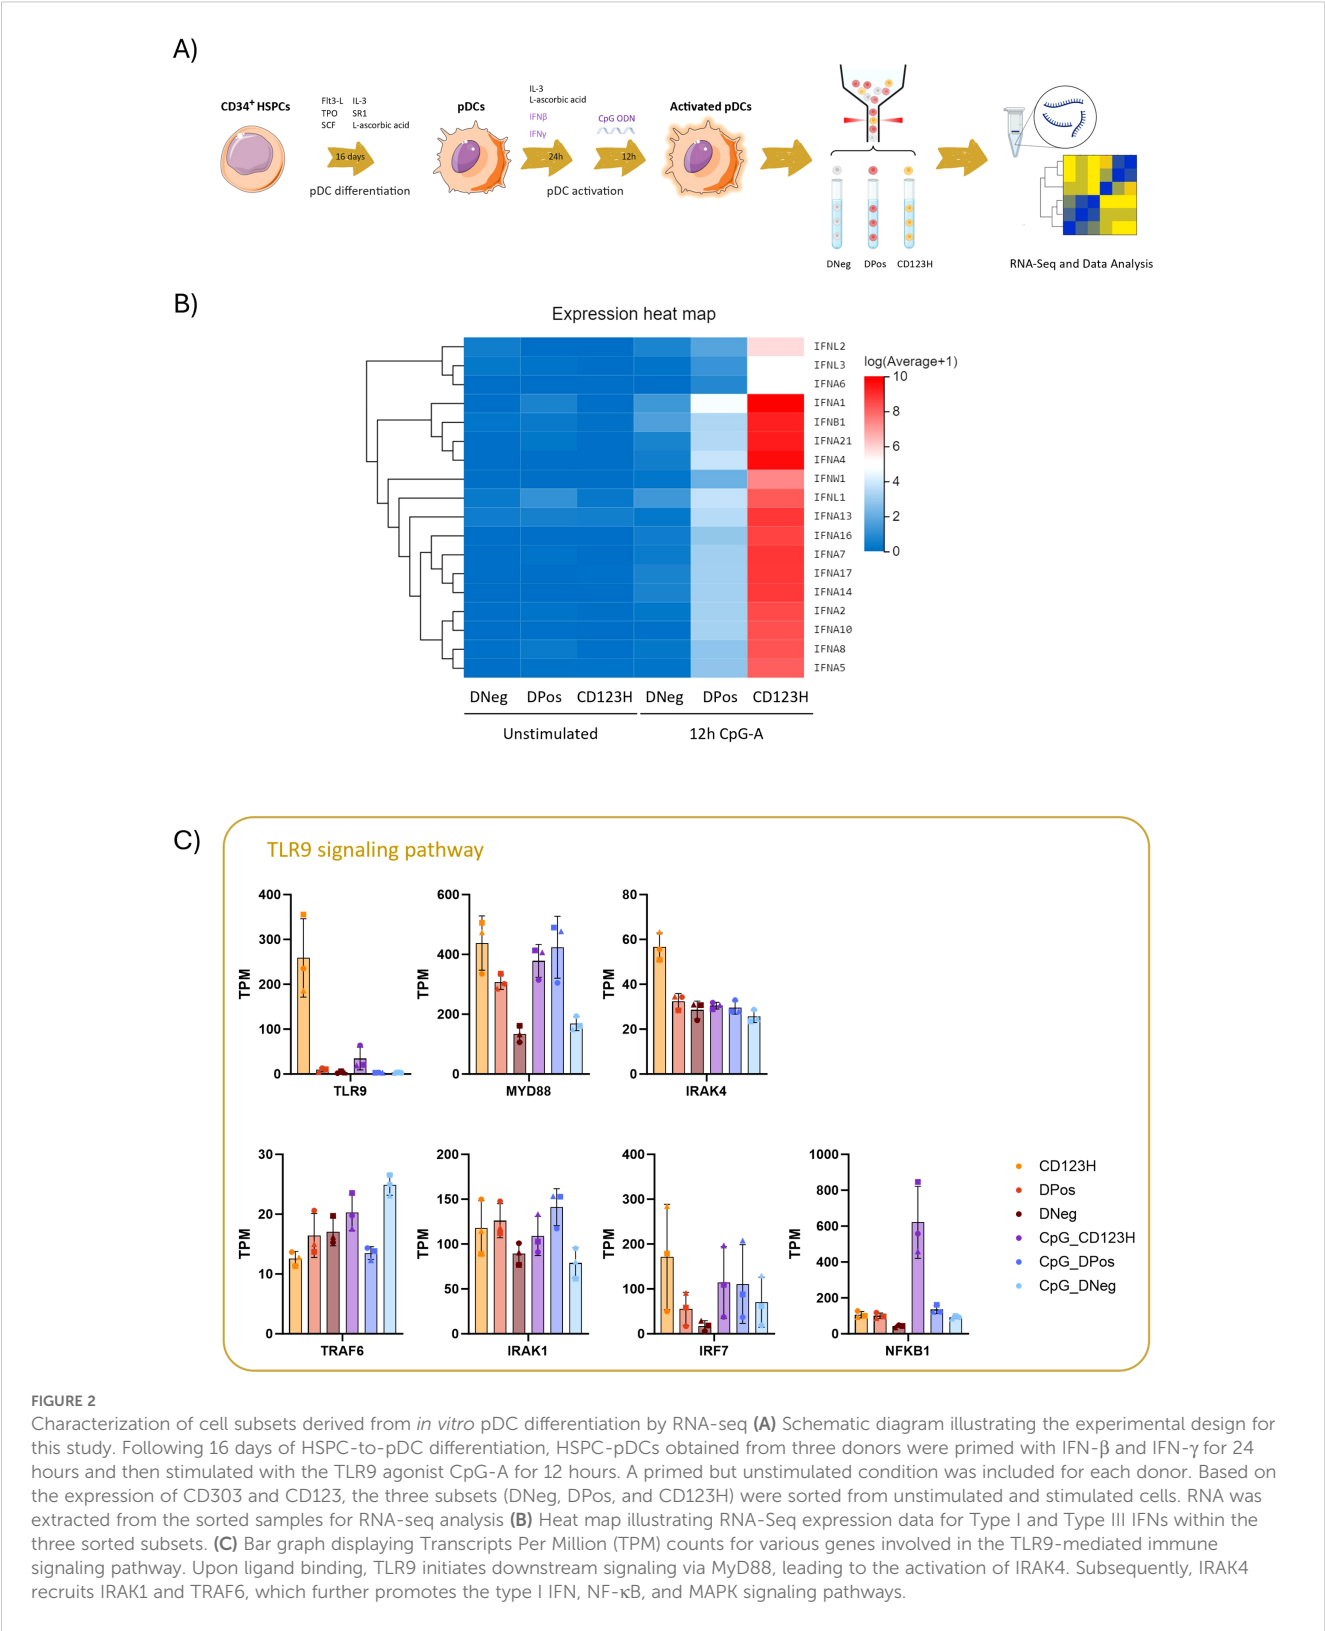 A)
CD34+ HSPCs
Flt3-L IL-3
TPO SR1
SCF L-ascorbic acid
16 days
pDC differentiation
pDCs
IL-3
L-ascorbic acid
IFNβ
IFNγ
CpG ODN
24h
12h
pDC activation
Activated pDCs
DNeg DPos CD123H
RNA-Seq and Data Analysis
B)
Expression heat map
IFNL2
IFNL3
IFNA6
IFNA1
IFNB1
IFNA21
IFNA4
IFNW1
IFNL1
IFNA13
IFNA16
IFNA7
IFNA17
IFNA14
IFNA2
IFNA10
IFNA8
IFNA5
log(Average+1)
10
8
6
4
2
0
DNeg DPos CD123H DNeg DPos CD123H
Unstimulated 12h CpG-A
C)
TLR9 signaling pathway
TPM
400
300
200
100
0
TLR9
TPM
600
400
200
0
MYD88
TPM
80
60
40
20
0
IRAK4
TPM
30
20
10
0
TRAF6
TPM
200
150
100
50
0
IRAK1
TPM
400
300
200
100
0
IRF7
TPM
1000
800
600
400
200
0
NFKB1
CD123H
DPos
DNeg
CpG_CD123H
CpG_DPos
CpG_DNeg
FIGURE 2
Characterization of cell subsets derived from in vitro pDC differentiation by RNA-seq (A) Schematic diagram illustrating the experimental design for
this study. Following 16 days of HSPC-to-pDC differentiation, HSPC-pDCs obtained from three donors were primed with IFN-β and IFN-γ for 24
hours and then stimulated with the TLR9 agonist CpG-A for 12 hours. A primed but unstimulated condition was included for each donor. Based on
the expression of CD303 and CD123, the three subsets (DNeg, DPos, and CD123H) were sorted from unstimulated and stimulated cells. RNA was
extracted from the sorted samples for RNA-seq analysis (B) Heat map illustrating RNA-Seq expression data for Type I and Type III IFNs within the
three sorted subsets. (C) Bar graph displaying Transcripts Per Million (TPM) counts for various genes involved in the TLR9-mediated immune
signaling pathway. Upon ligand binding, TLR9 initiates downstream signaling via MyD88, leading to the activation of IRAK4. Subsequently, IRAK4
recruits IRAK1 and TRAF6, which further promotes the type I IFN, NF-κB, and MAPK signaling pathways.